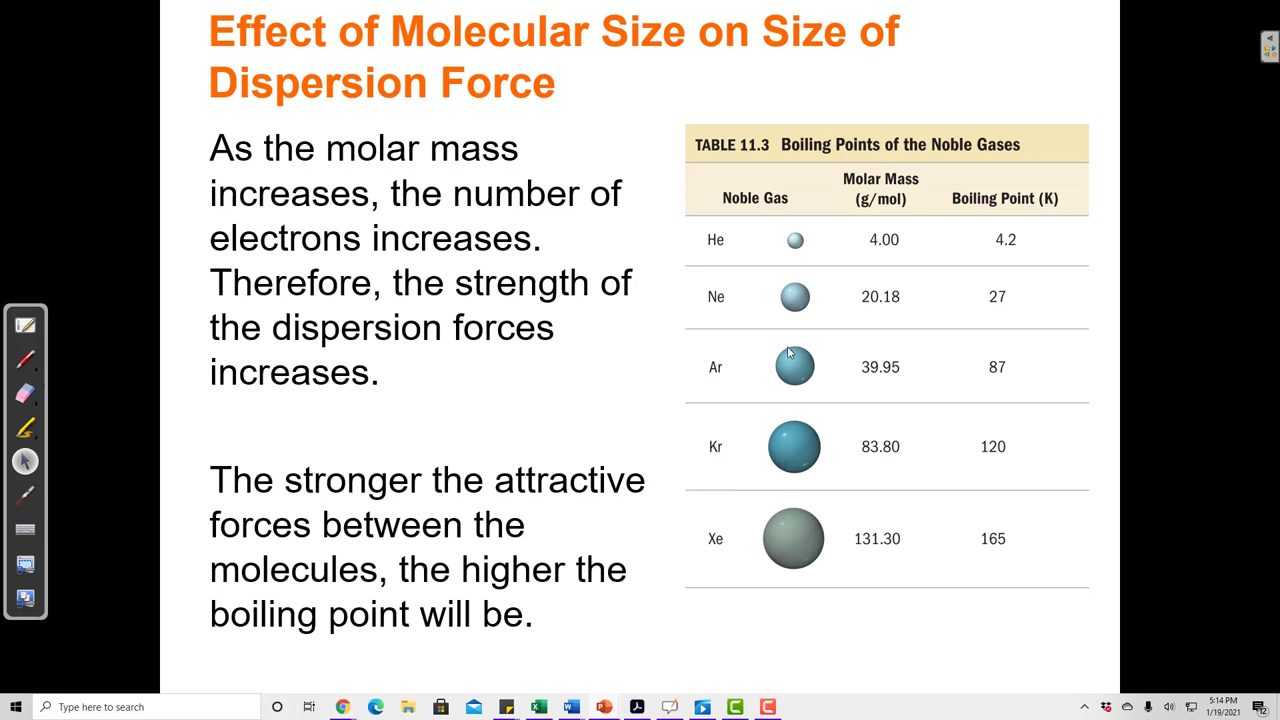 Effect of Molecular Size on Size of
Dispersion Force
As the molar mass
increases, the number of
electrons increases.
Therefore, the strength of
the dispersion forces
increases.
The stronger the attractive
forces between the
molecules, the higher the
boiling point will be.
TABLE 11.3 Boiling Points of the Noble Gases
Noble Gas Molar Mass (g/mol) Boiling Point (K)
He 4.00 4.2
Ne 20.18 27
Ar 39.95 87
Kr 83.80 120
Xe 131.30 165
Type here to search
5:14 PM
1/19/2021
12